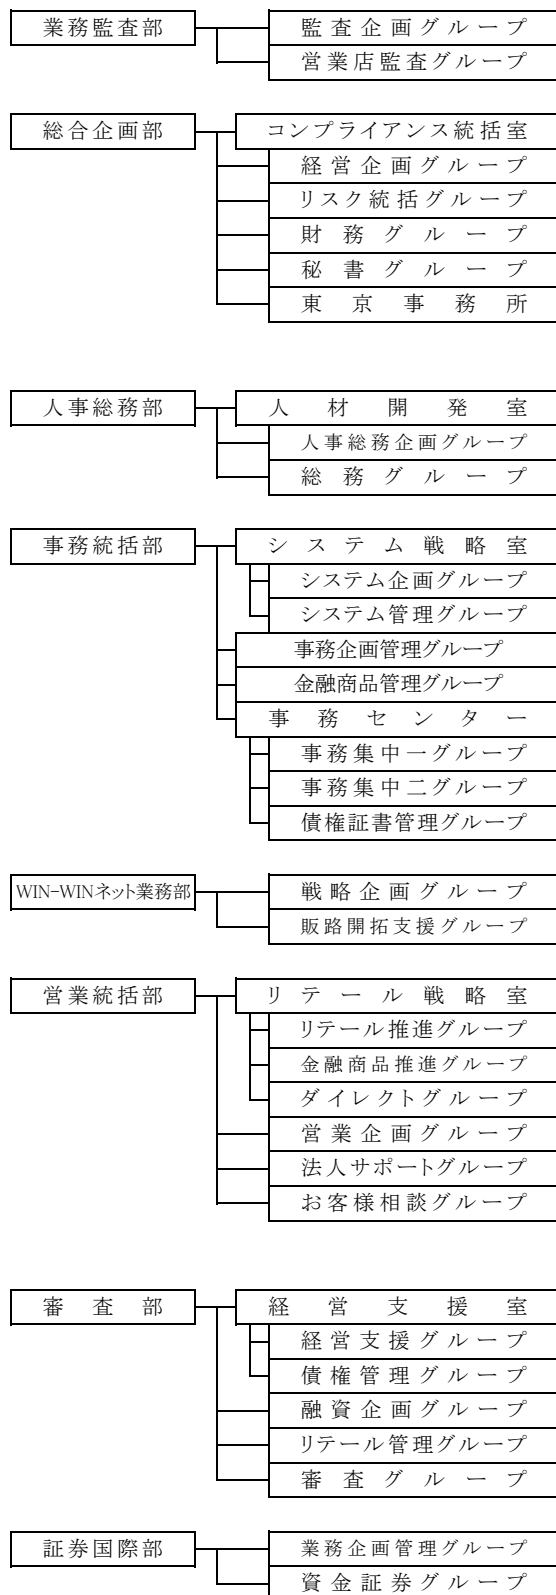 業務監査部 監査企画グループ
営業店監査グループ
総合企画部 コンプライアンス統括室
経営企画グループ
リスク統括グループ
財務グループ
秘書グループ
東京事務所
人事総務部 人材開発室
人事総務企画グループ
総務グループ
事務統括部 システム戦略室
システム企画グループ
システム管理グループ
事務企画管理グループ
金融商品管理グループ
事務センター
事務集中一グループ
事務集中二グループ
債権証書管理グループ
WIN-WINネット業務部 戦略企画グループ
販路開拓支援グループ
営業統括部 リテール戦略室
リテール推進グループ
金融商品推進グループ
ダイレクトグループ
営業企画グループ
法人サポートグループ
お客様相談グループ
審査部 経営支援室
経営支援グループ
債権管理グループ
融資企画グループ
リテール管理グループ
審査グループ
証券国際部 業務企画管理グループ
資金証券グループ